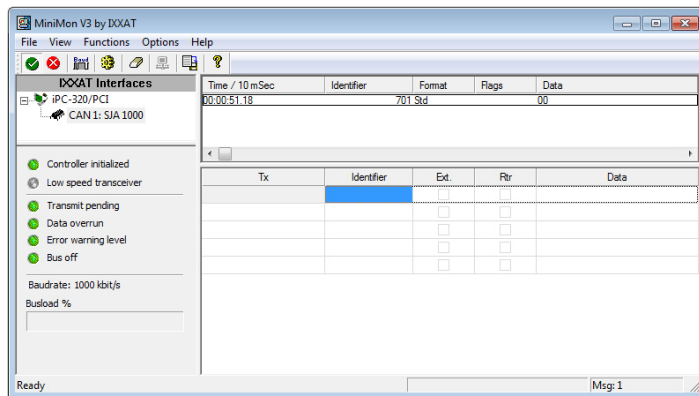 MiniMon V3 by IXXAT
File View Functions Options Help
Baud
IXXAT Interfaces
iPC-320/PCI
CAN 1: SJA 1000
Time / 10 mSec Identifier Format Flags Data
00:00:51.18 701 Std 00
Controller initialized
Low speed transceiver
Transmit pending
Data overrun
Error warning level
Bus off
Baudrate: 1000 kbit/s
Busload %
Tx Identifier Ext. Rtr Data
Ready Msg: 1